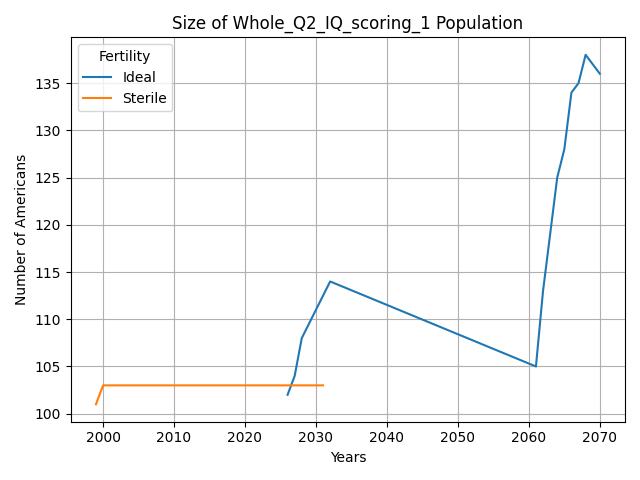 Size of Whole_Q2_IQ_scoring_1 Population
Fertility
Ideal
Sterile
135
130
125
120
115
110
105
100
Number of Americans
2000 2010 2020 2030 2040 2050 2060 2070
Years